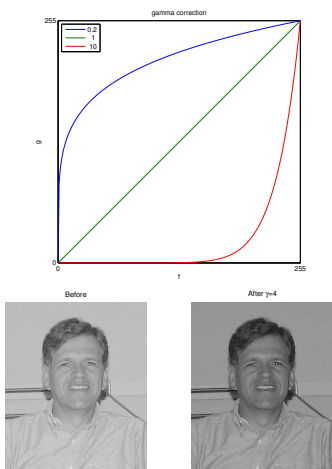 gamma correction
255
0.2
1
10
g
0
0
255
f
Before
After γ=4